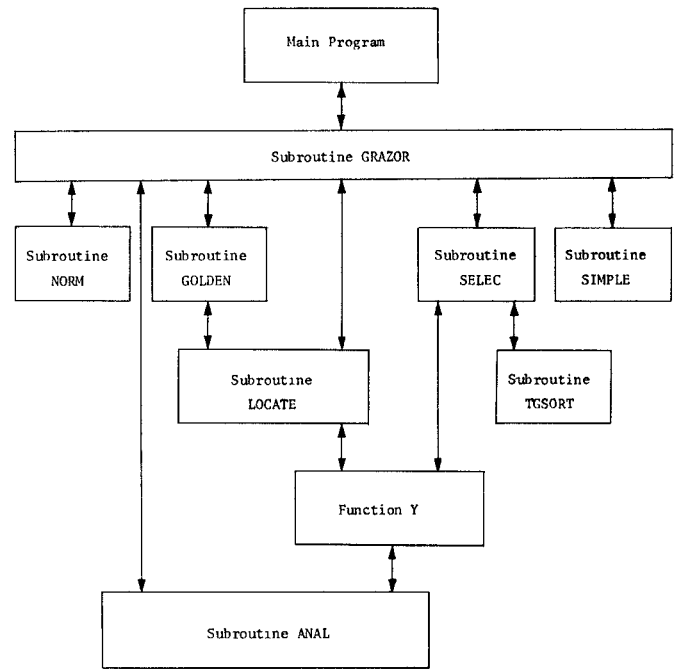 Main Program
Subroutine GRAZOR
Subroutine
NORM
Subroutine
GOLDEN
Subroutine
SELEC
Subroutine
SIMPLE
Subroutine
LOCATE
Subroutine
TGSORT
Function Y
Subroutine ANAL